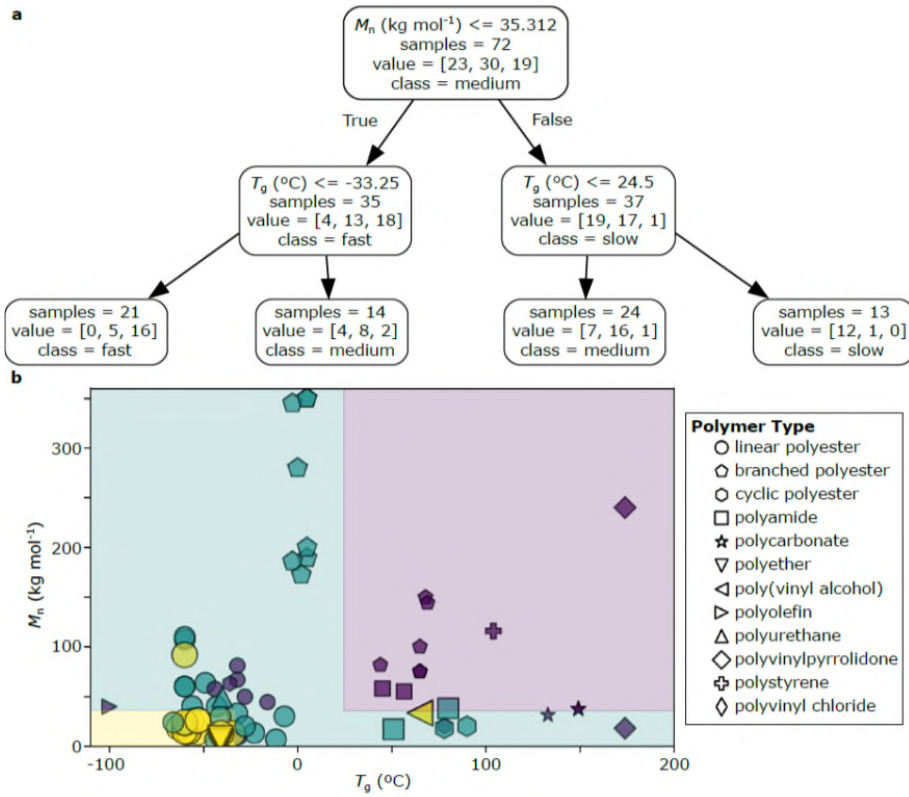 a
Mn (kg mol⁻¹) <= 35.312
samples = 72
value = [23, 30, 19]
class = medium
True
False
Tg (ºC) <= -33.25
samples = 35
value = [4, 13, 18]
class = fast
Tg (ºC) <= 24.5
samples = 37
value = [19, 17, 1]
class = slow
samples = 21
value = [0, 5, 16]
class = fast
samples = 14
value = [4, 8, 2]
class = medium
samples = 24
value = [7, 16, 1]
class = medium
samples = 13
value = [12, 1, 0]
class = slow
b
Mn (kg mol⁻¹)
300
200
100
0
-100
0
100
200
Tg (ºC)
Polymer Type
linear polyester
branched polyester
cyclic polyester
polyamide
polycarbonate
polyether
poly(vinyl alcohol)
polyolefin
polyurethane
polyvinylpyrrolidone
polystyrene
polyvinyl chloride